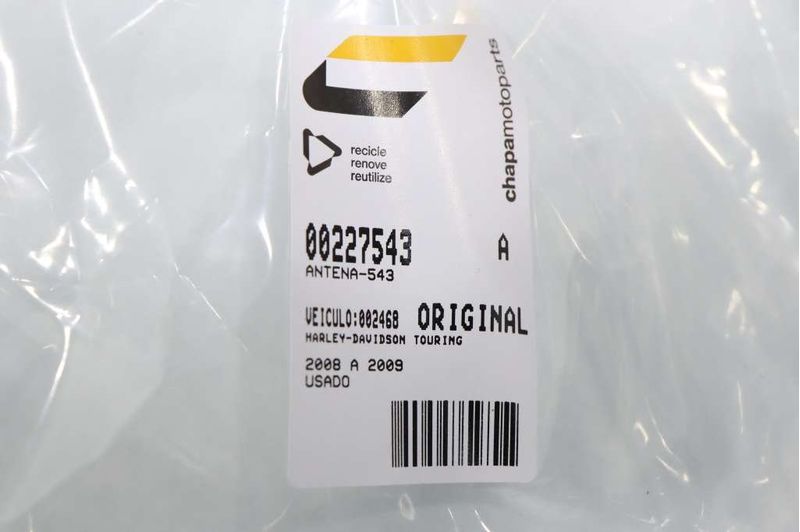 chapamotoparts
recicle
renove
reutilize
00227543 A
ANTENA-543
VEICULO:002468 ORIGINAL
HARLEY-DAVIDSON TOURING
2008 A 2009
USADO